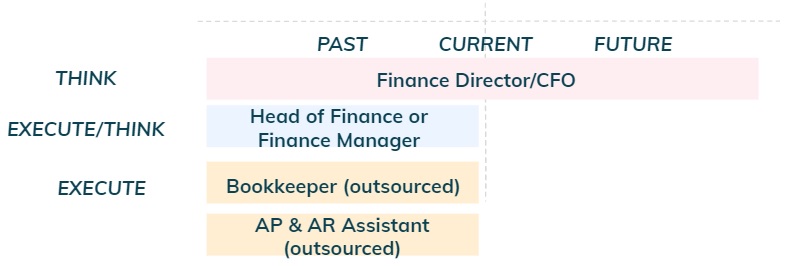 PAST CURRENT FUTURE
THINK Finance Director/CFO
EXECUTE/THINK Head of Finance or
Finance Manager
EXECUTE Bookkeeper (outsourced)
AP & AR Assistant
(outsourced)